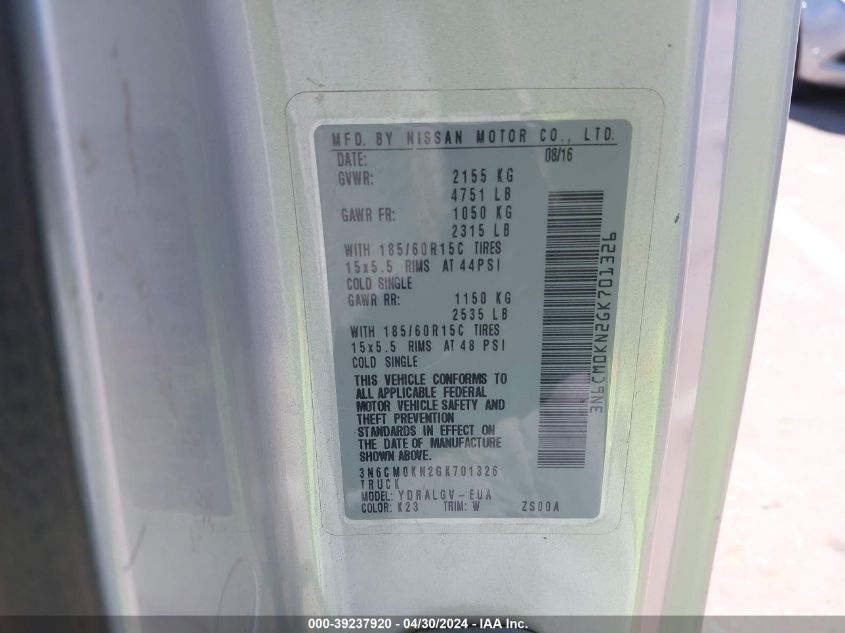 MFD. BY NISSAN MOTOR CO., LTD.
DATE: 08/16
GVWR: 2155 KG
4751 LB
GAWR FR: 1050 KG
2315 LB
WITH 185/60R15C TIRES
15x5.5 RIMS AT 44PSI
COLD SINGLE
GAWR RR: 1150 KG
2535 LB
WITH 185/60R15C TIRES
15x5.5 RIMS AT 48 PSI
COLD SINGLE
THIS VEHICLE CONFORMS TO
ALL APPLICABLE FEDERAL
MOTOR VEHICLE SAFETY AND
THEFT PREVENTION
STANDARDS IN EFFECT ON
THE DATE OF MANUFACTURE
SHOWN ABOVE.
3N6CM0KN2GK701326
TRUCK
MODEL: YDRALGV-EUA
COLOR: K23 TRIM: W ZS00A
3N6CM0KN2GK701326
000-39237920 - 04/30/2024 - IAA Inc.